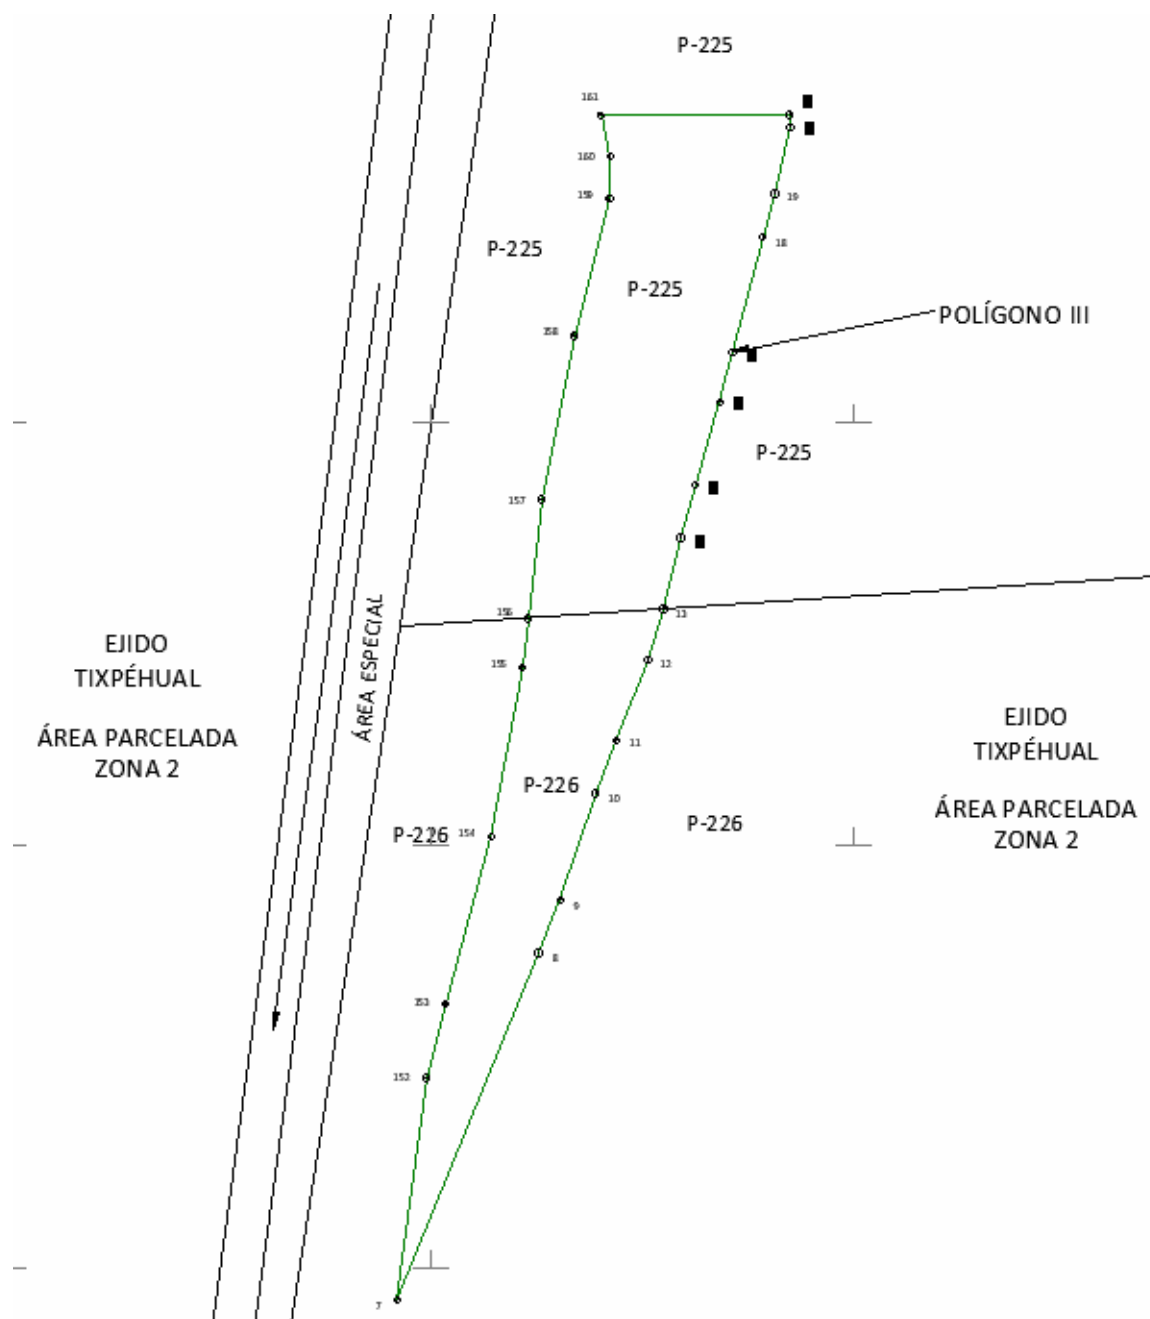 P-225
161
160
159
19
P-225
18
P-225
POLÍGONO III
158
P-225
157
156
13
155
12
EJIDO
TIXPÉHUAL
ÁREA PARCELADA
ZONA 2
ÁREA ESPECIAL
11
EJIDO
TIXPÉHUAL
ÁREA PARCELADA
ZONA 2
P-226
10
P-226
P-226
154
9
8
153
152
7